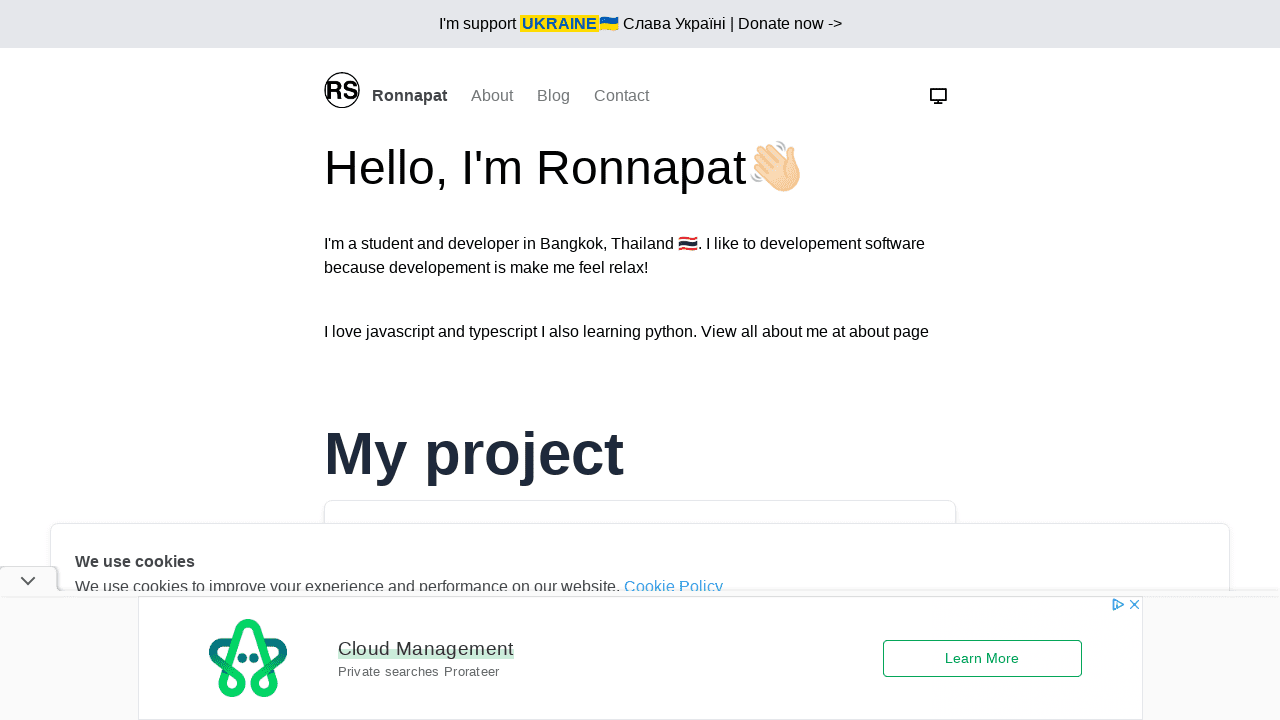 I'm support UKRAINE🇺🇦 Слава Україні | Donate now ->
RS Ronnapat About Blog Contact
Hello, I'm Ronnapat👋🏻
I'm a student and developer in Bangkok, Thailand 🇹🇭. I like to developement software
because developement is make me feel relax!
I love javascript and typescript I also learning python. View all about me at about page
My project
We use cookies
We use cookies to improve your experience and performance on our website. Cookie Policy
Cloud Management
Private searches Prorateer
Learn More